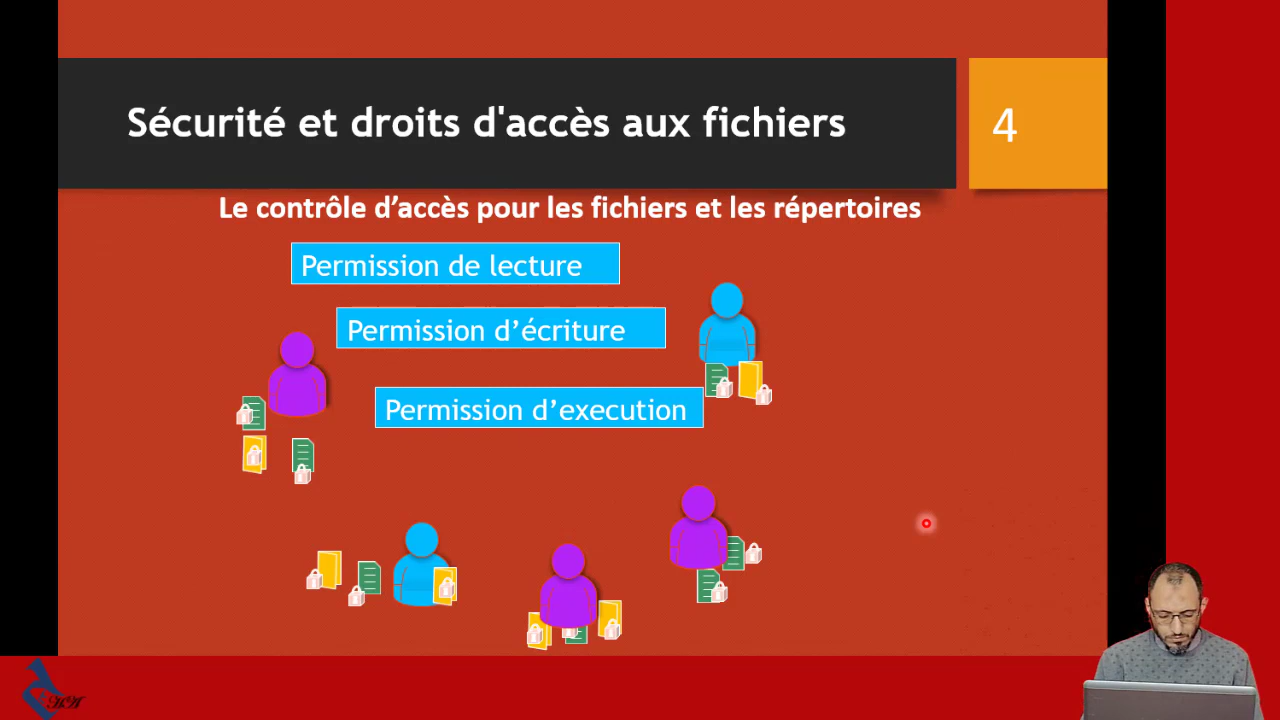 Sécurité et droits d'accès aux fichiers
4
Le contrôle d’accès pour les fichiers et les répertoires
Permission de lecture
Permission d’écriture
Permission d’execution